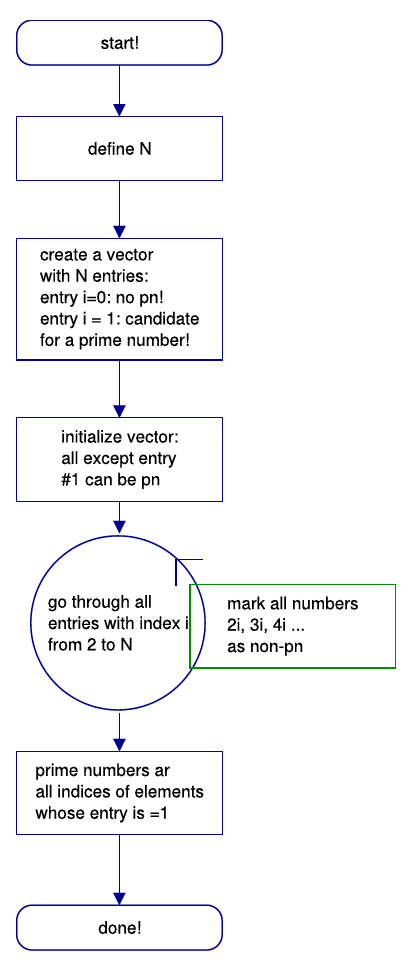 start!
define N
create a vector
with N entries:
entry i=0: no pn!
entry i = 1: candidate
for a prime number!
initialize vector:
all except entry
#1 can be pn
go through all
entries with index i
from 2 to N
mark all numbers
2i, 3i, 4i ...
as non-pn
prime numbers ar
all indices of elements
whose entry is =1
done!